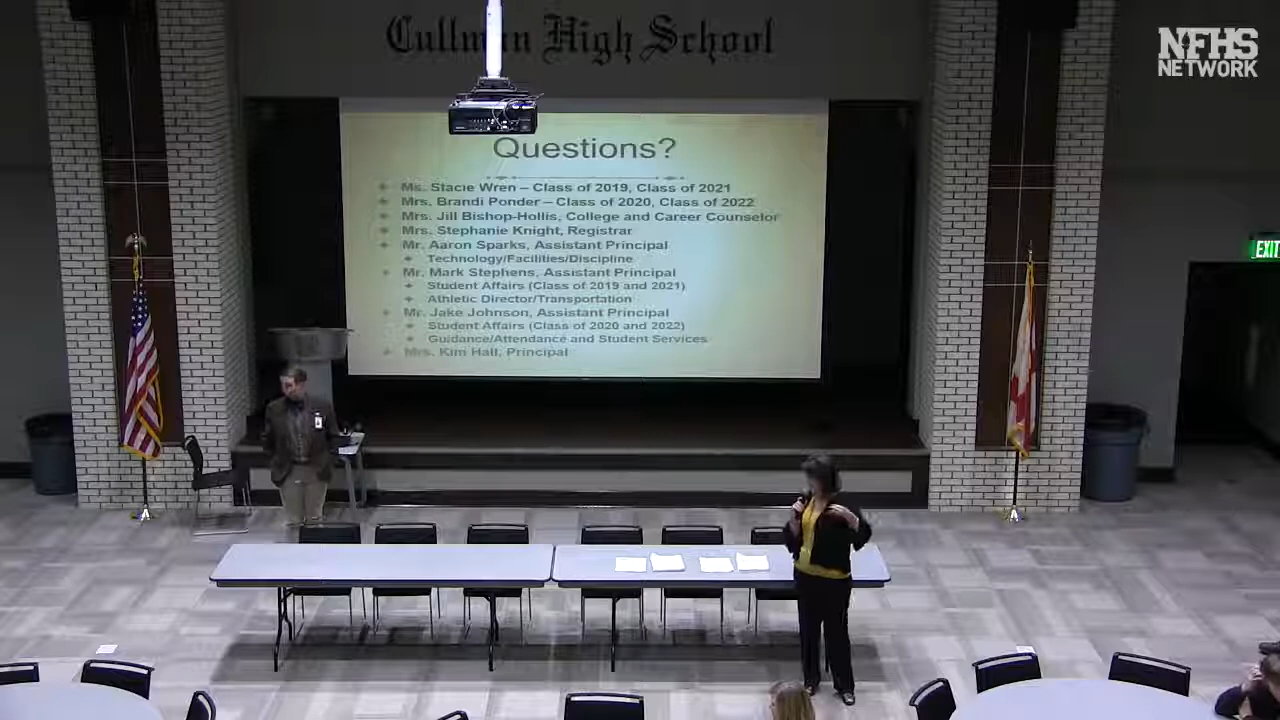 Cullman High School
NFHS
NETWORK
Questions?
Ms. Stacie Wren – Class of 2019, Class of 2021
Mrs. Brandi Ponder – Class of 2020, Class of 2022
Mrs. Jill Bishop-Hollis, College and Career Counselor
Mrs. Stephanie Knight, Registrar
Mr. Aaron Sparks, Assistant Principal
Technology/Facilities/Discipline
Mr. Mark Stephens, Assistant Principal
Student Affairs (Class of 2019 and 2021)
Athletic Director/Transportation
Mr. Jake Johnson, Assistant Principal
Student Affairs (Class of 2020 and 2022)
Guidance/Attendance and Student Services
Mrs. Kim Hall, Principal
EXIT